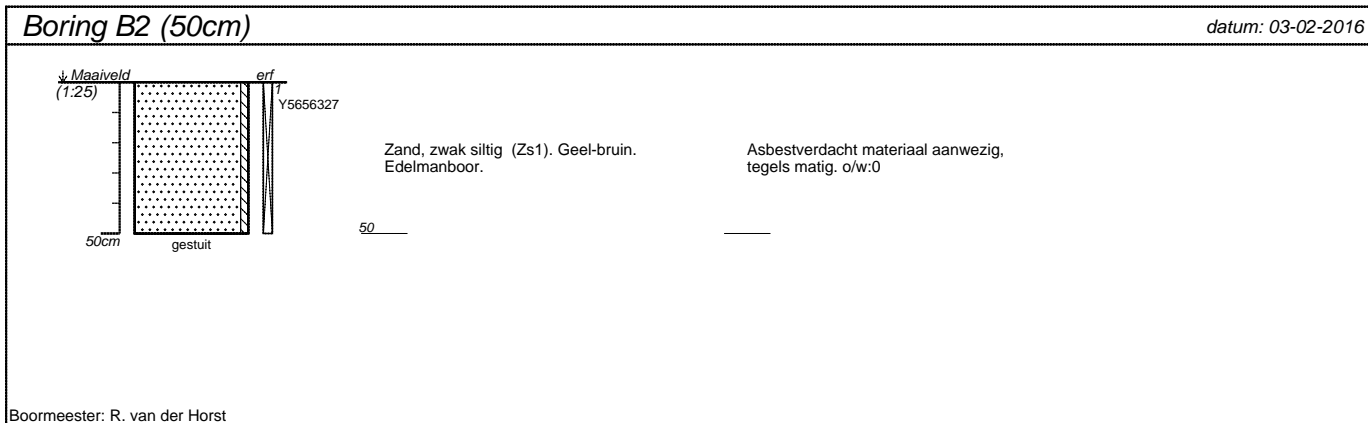 Boring B2 (50cm)
datum: 03-02-2016
Maaiveld
erf
(1:25)
1
Y5656327
Zand, zwak siltig (Zs1). Geel-bruin.
Edelmanboor.
Asbestverdacht materiaal aanwezig,
tegels matig. o/w:0
50cm
gestuit
50
Boormeester: R. van der Horst